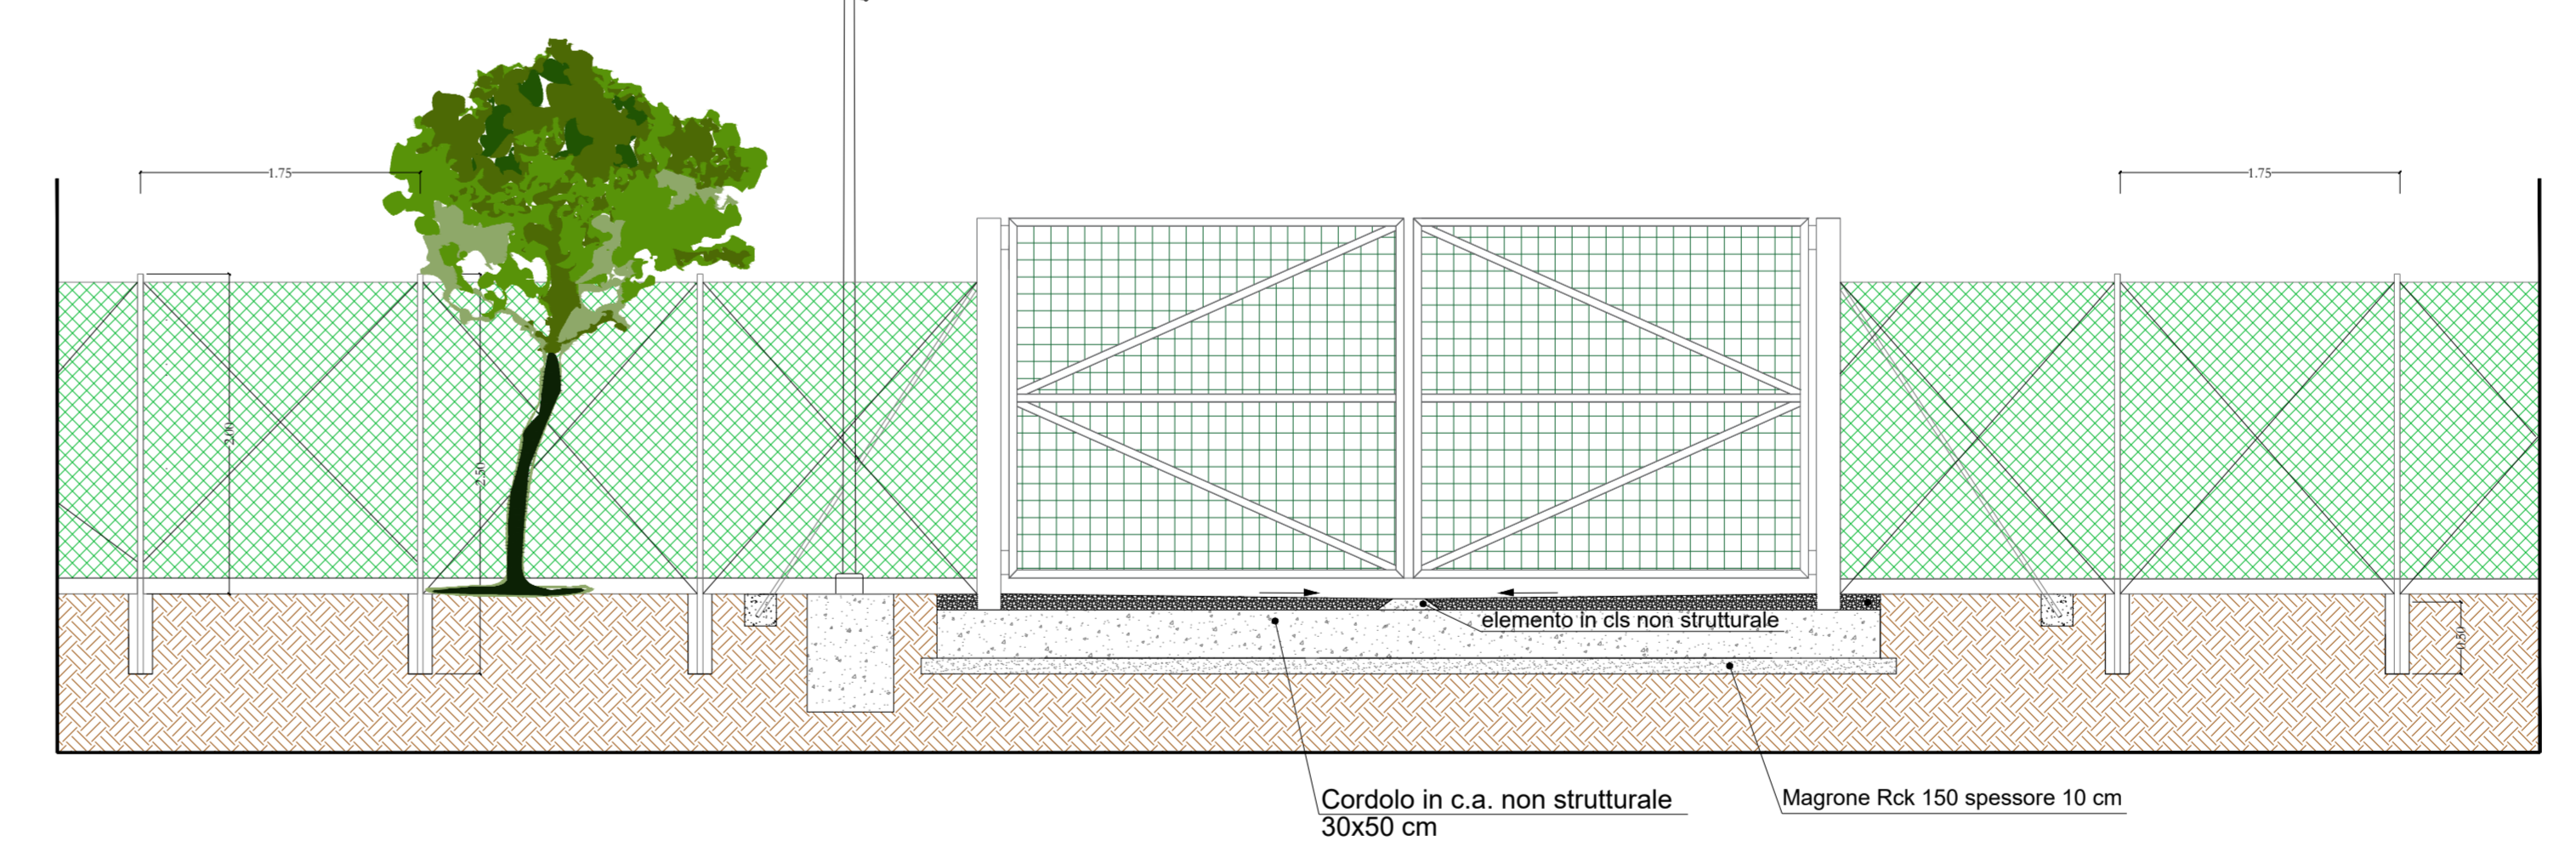 1.75
1.75
2.00
2.50
elemento in cls non strutturale
0.50
Cordolo in c.a. non strutturale
30x50 cm
Magrone Rck 150 spessore 10 cm